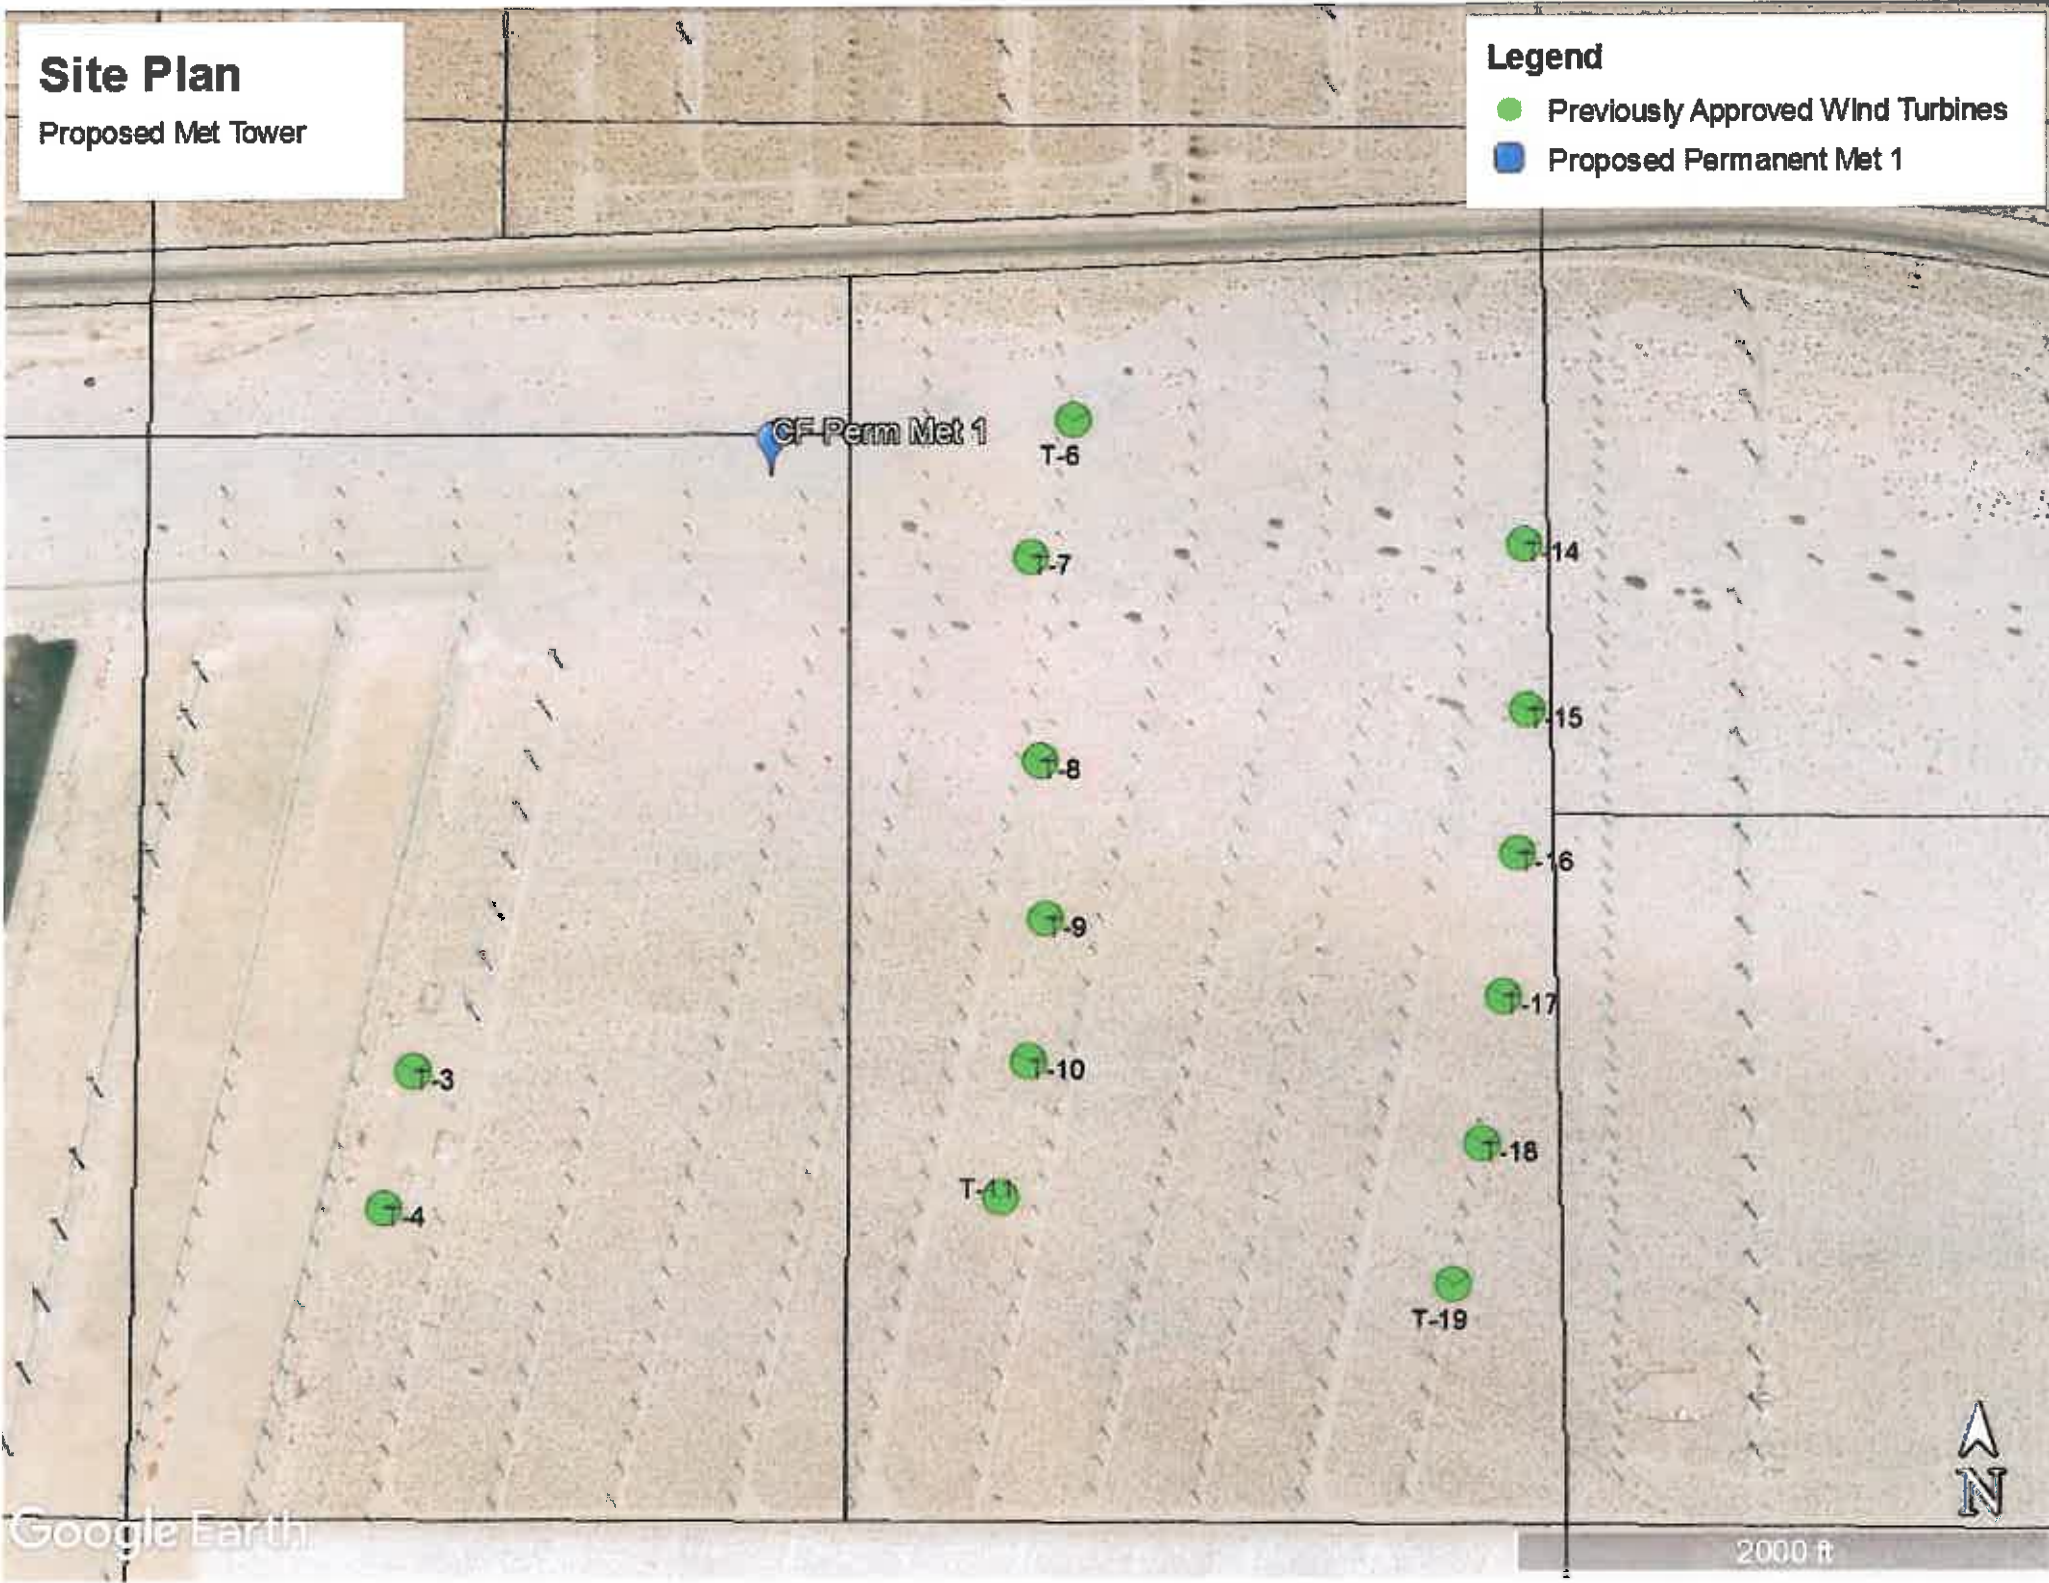 Site Plan
Proposed Met Tower
Legend
Previously Approved Wind Turbines
Proposed Permanent Met 1
CF Perm Met 1
T-6
T-7
T-14
T-15
T-8
T-16
T-9
T-17
T-10
T-3
T-18
T-11
T-4
T-19
N
Google Earth
2000 ft